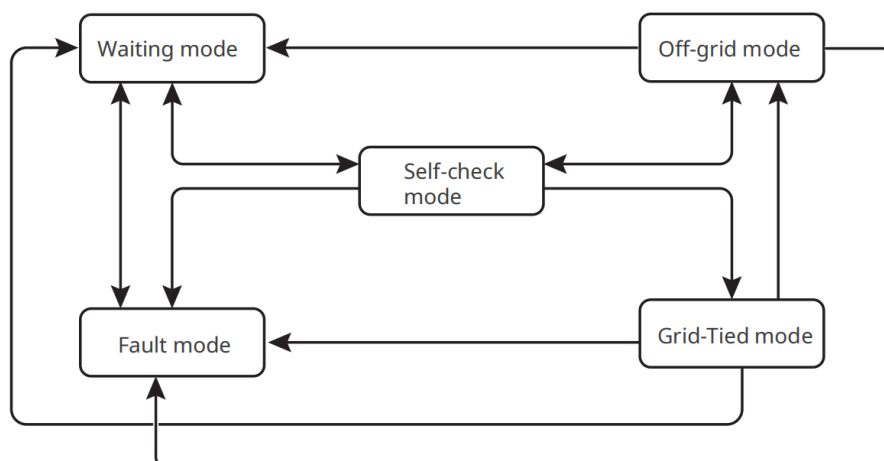 Waiting mode
Off-grid mode
Self-check
mode
Fault mode
Grid-Tied mode